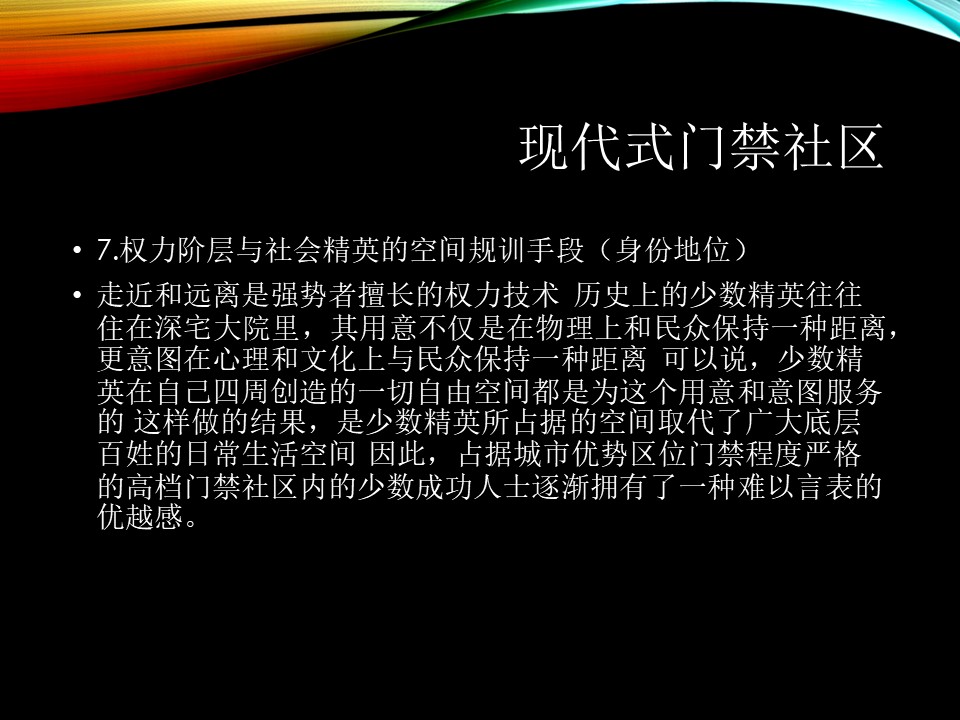 现代式门禁社区
• 7.权力阶层与社会精英的空间规训手段（身份地位）
• 走近和远离是强势者擅长的权力技术 历史上的少数精英往往
住在深宅大院里，其用意不仅是在物理上和民众保持一种距离，
更意图在心理和文化上与民众保持一种距离 可以说，少数精
英在自己四周创造的一切自由空间都是为这个用意和意图服务
的 这样做的结果，是少数精英所占据的空间取代了广大底层
百姓的日常生活空间 因此，占据城市优势区位门禁程度严格
的高档门禁社区内的少数成功人士逐渐拥有了一种难以言表的
优越感。